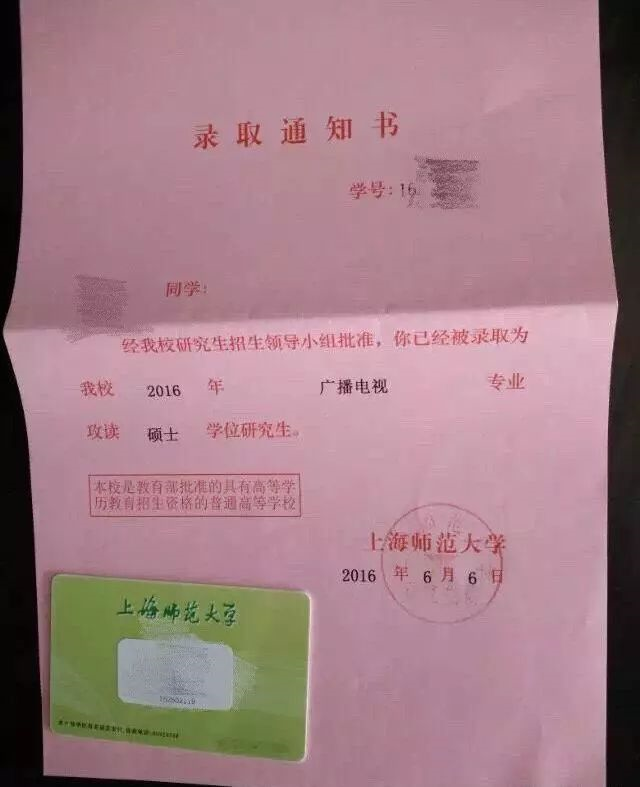 录取通知书
学号:16
同学:
经我校研究生招生领导小组批准，你已经被录取为
我校 2016 年 广播电视 专业
攻读 硕士 学位研究生。
本校是教育部批准的具有高等学
历教育招生资格的普通高等学校
上海师范大学
2016 年 6 月 6 日
上海师范大学